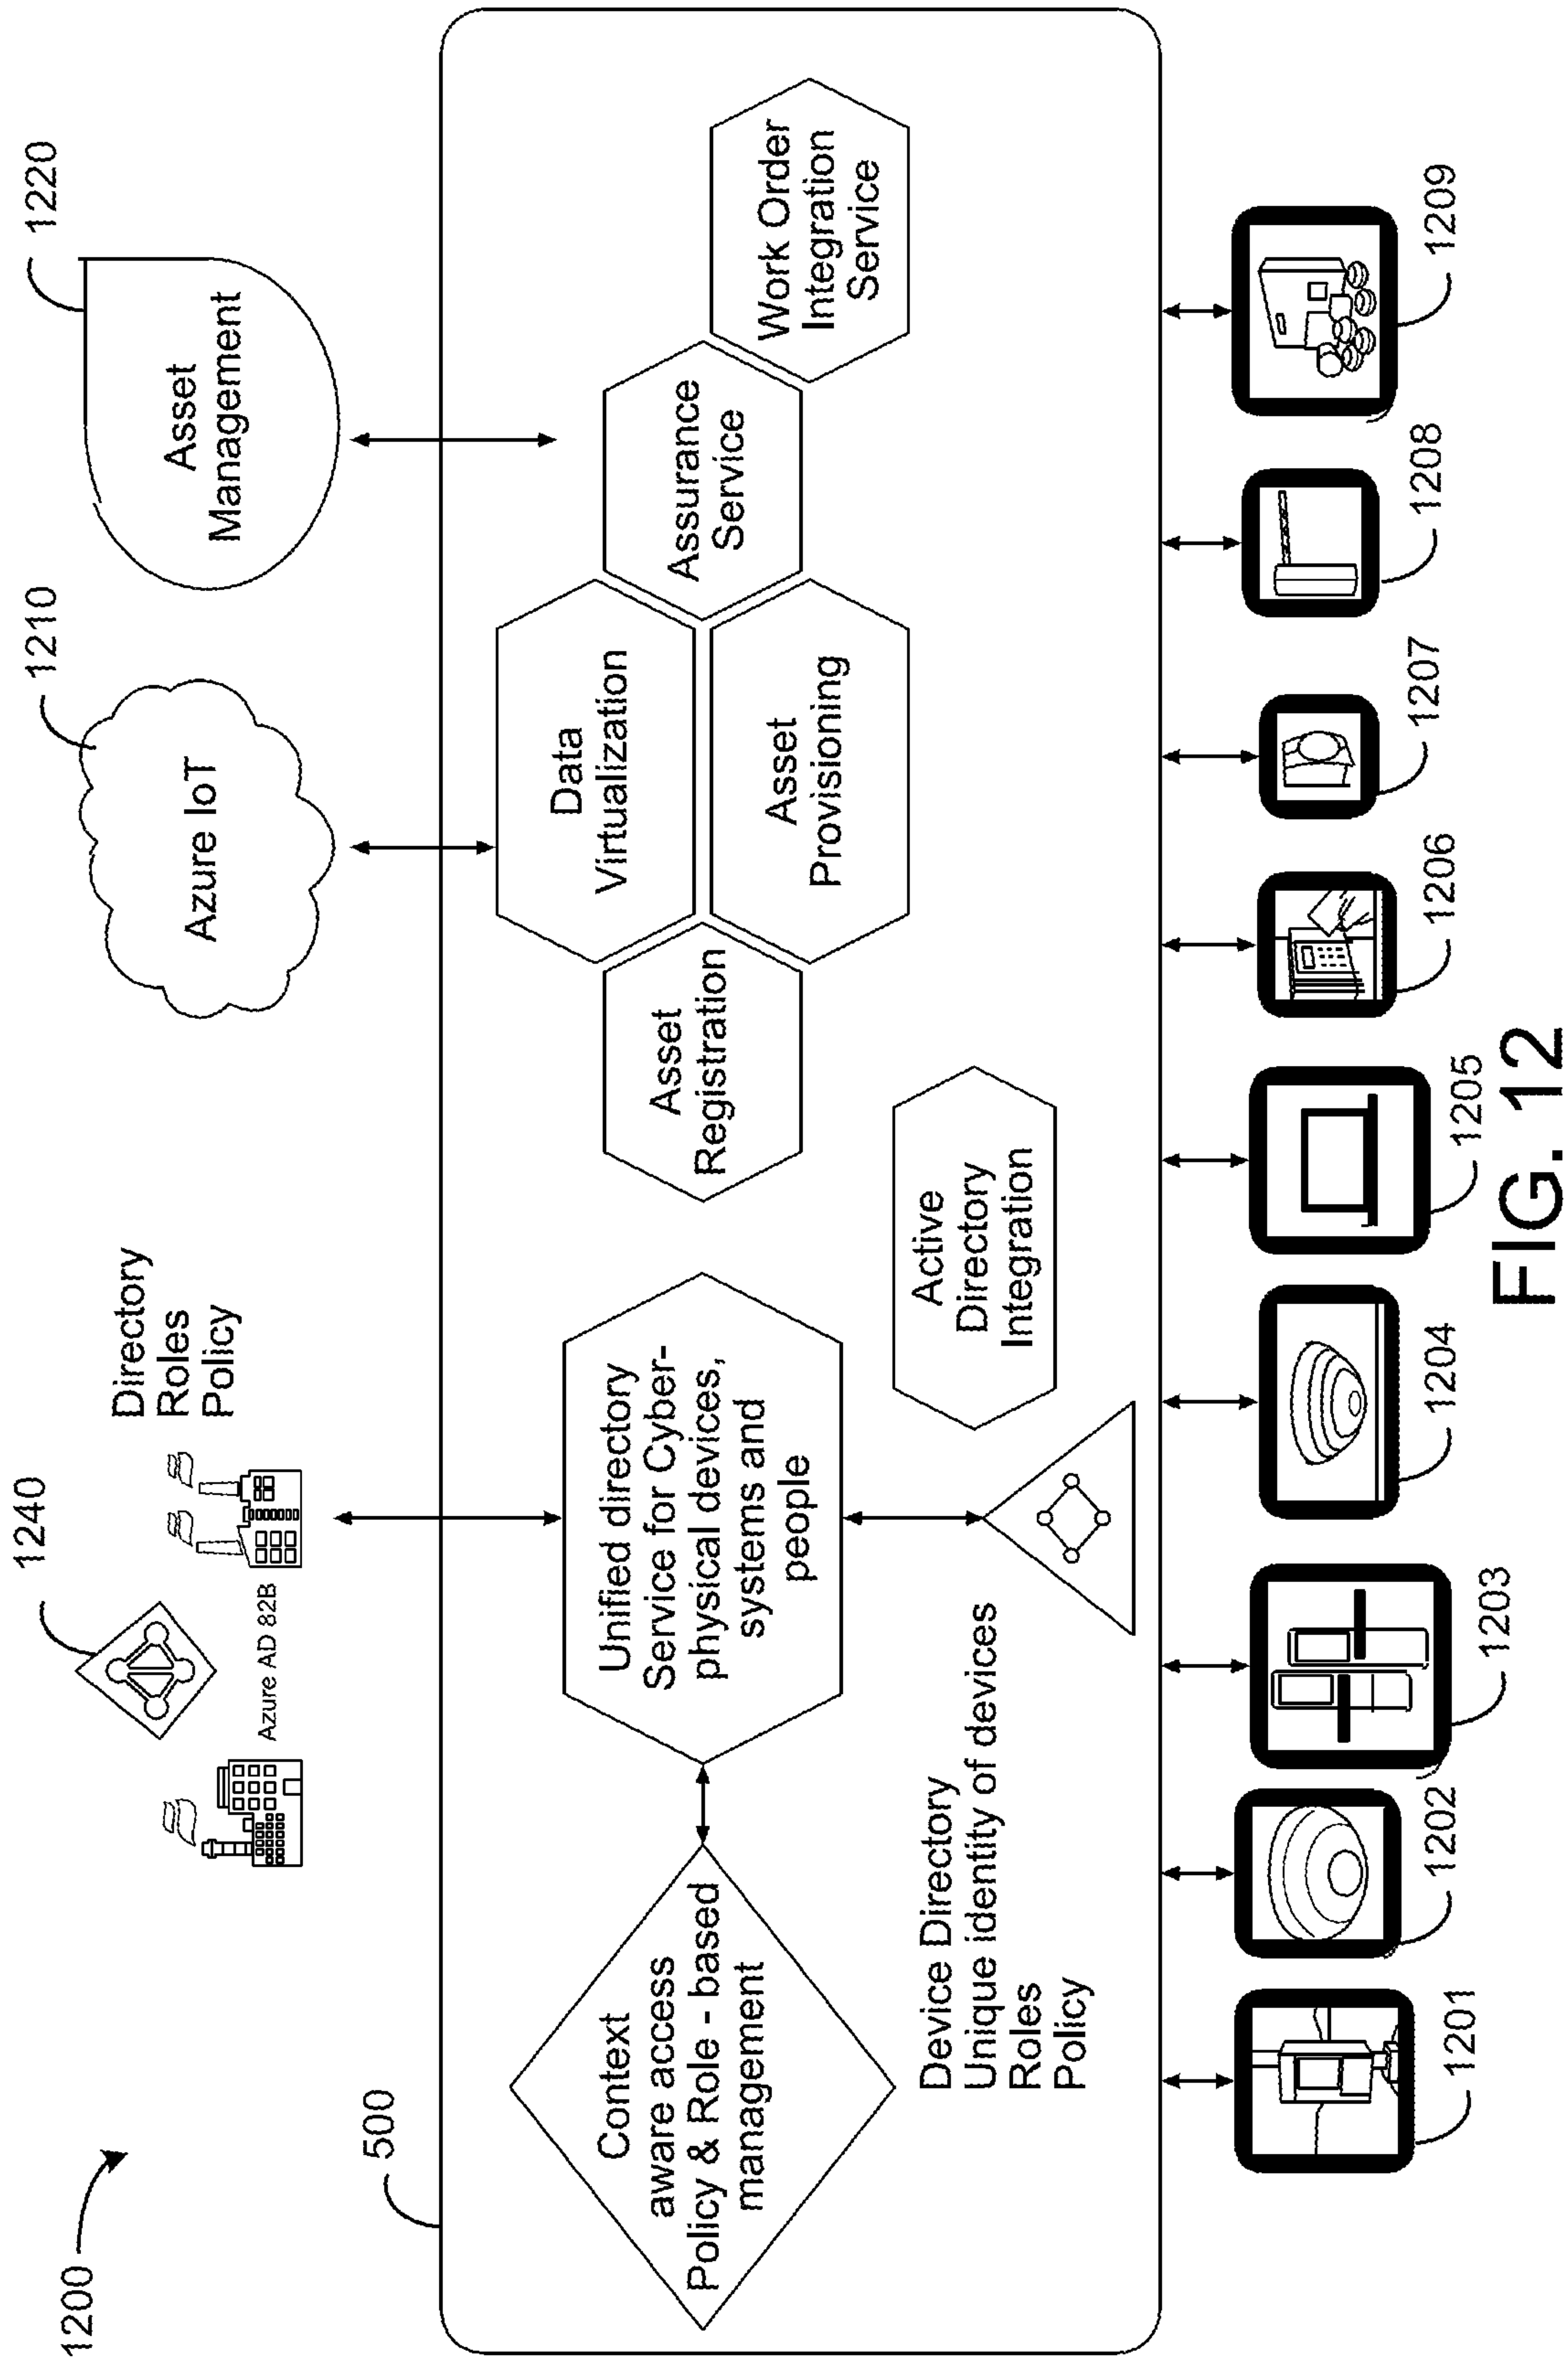 1200
1240
Azure AD 82B
Directory
Roles
Policy
1210
Azure IoT
1220
Asset
Management
500
Context
aware access
Policy & Role - based
management
Unified directory
Service for Cyber-
physical devices,
systems and
people
Device Directory
Unique identity of devices
Roles
Policy
Active
Directory
Integration
Asset
Registration
Data
Virtualization
Asset
Provisioning
Assurance
Service
Work Order
Integration
Service
1201
1202
1203
1204
1205
1206
1207
1208
1209
FIG. 12